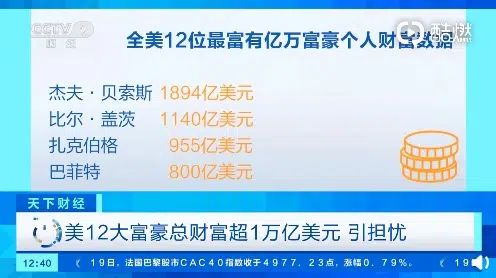 CCTV 2
财经
酷燃
全美12位最富有亿万富豪个人财富数据
杰夫·贝索斯 1894亿美元
比尔·盖茨 1140亿美元
扎克伯格 955亿美元
巴菲特 800亿美元
天下财经
美12大富豪总财富超1万亿美元 引担忧
12:40 19日，法国巴黎股市CAC40指数收于4977．23点，涨幅0．79%。